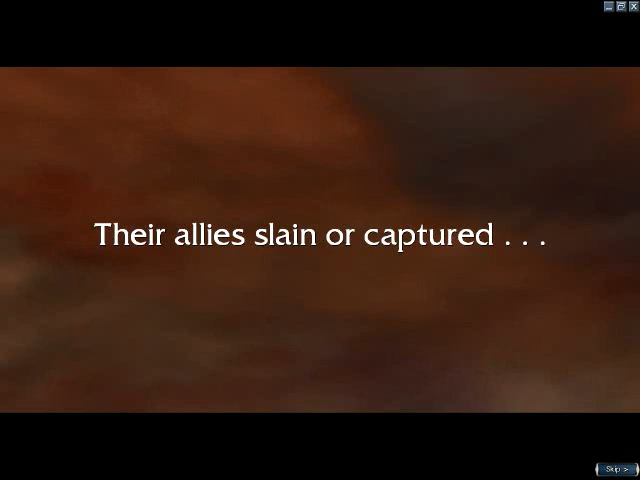 Their allies slain or captured . . .
Skip >